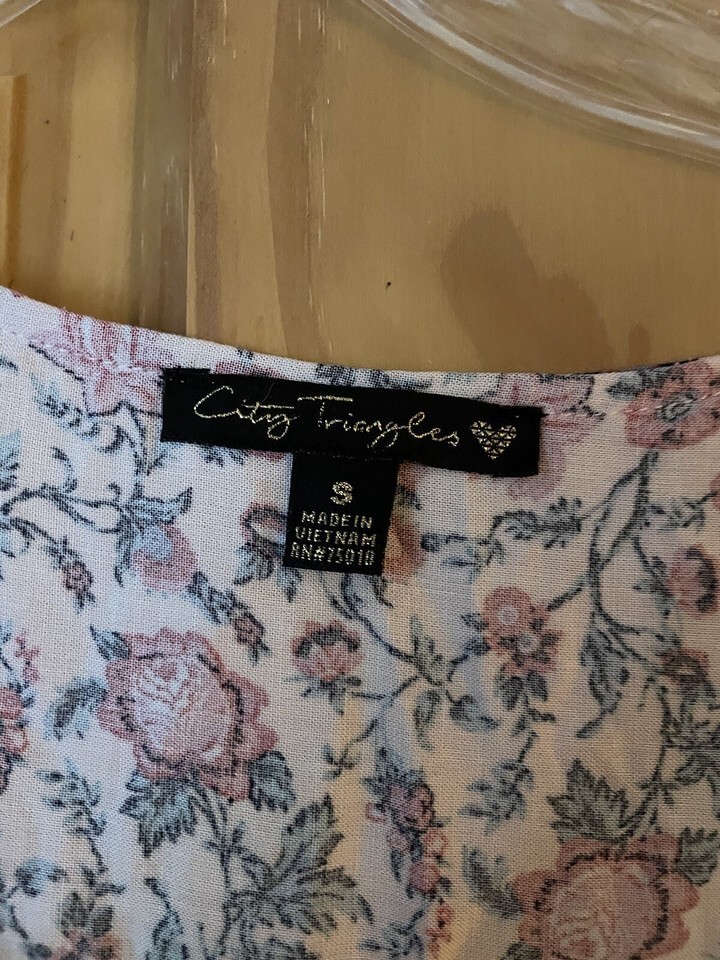 City Triangles
S
MADE IN
VIETNAM
RN#75010